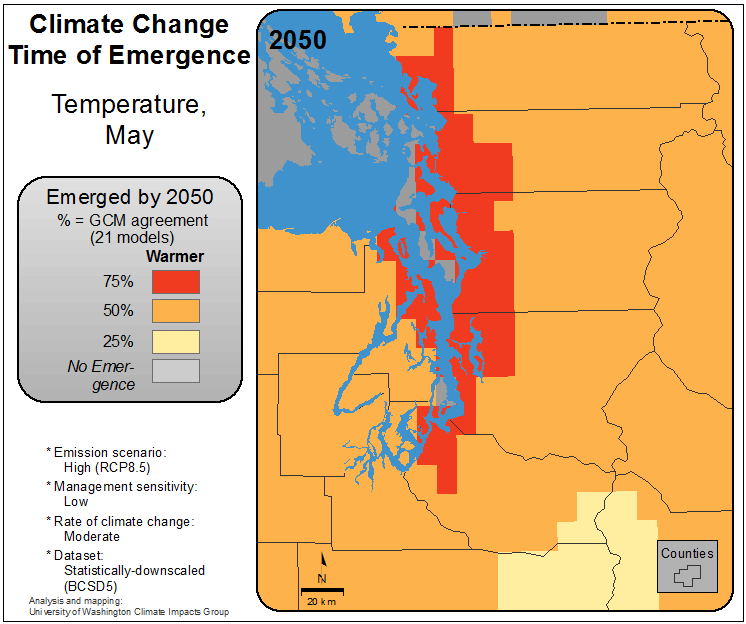 Climate Change
Time of Emergence
Temperature,
May
Emerged by 2050
% = GCM agreement
(21 models)
Warmer
75%
50%
25%
No Emer-
gence
* Emission scenario:
High (RCP8.5)
* Management sensitivity:
Low
* Rate of climate change:
Moderate
* Dataset:
Statistically-downscaled
(BCSD5)
Analysis and mapping:
University of Washington Climate Impacts Group
2050
N
20 km
Counties